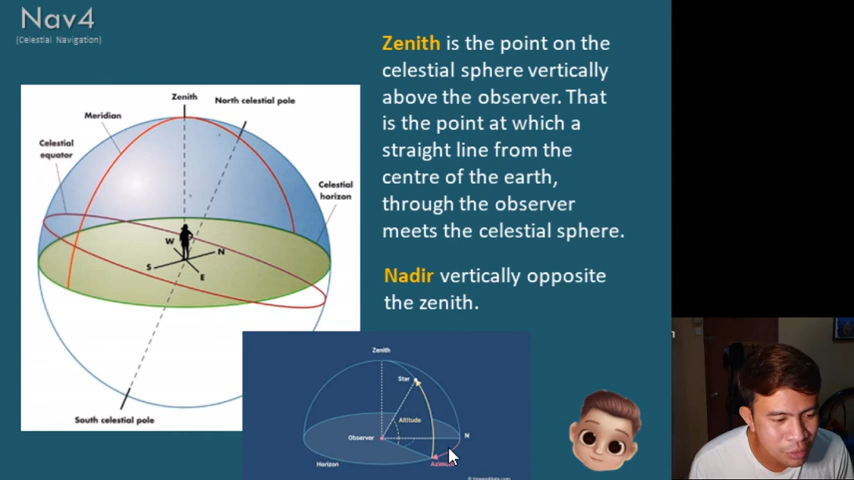 Nav4
(Celestial Navigation)
Zenith is the point on the
celestial sphere vertically
above the observer. That
is the point at which a
straight line from the
centre of the earth,
through the observer
meets the celestial sphere.
Nadir vertically opposite
the zenith.
Zenith
North celestial pole
Meridian
Celestial
equator
Celestial
horizon
W
N
S
E
South celestial pole
Zenith
Star
Altitude
Observer
N
Horizon